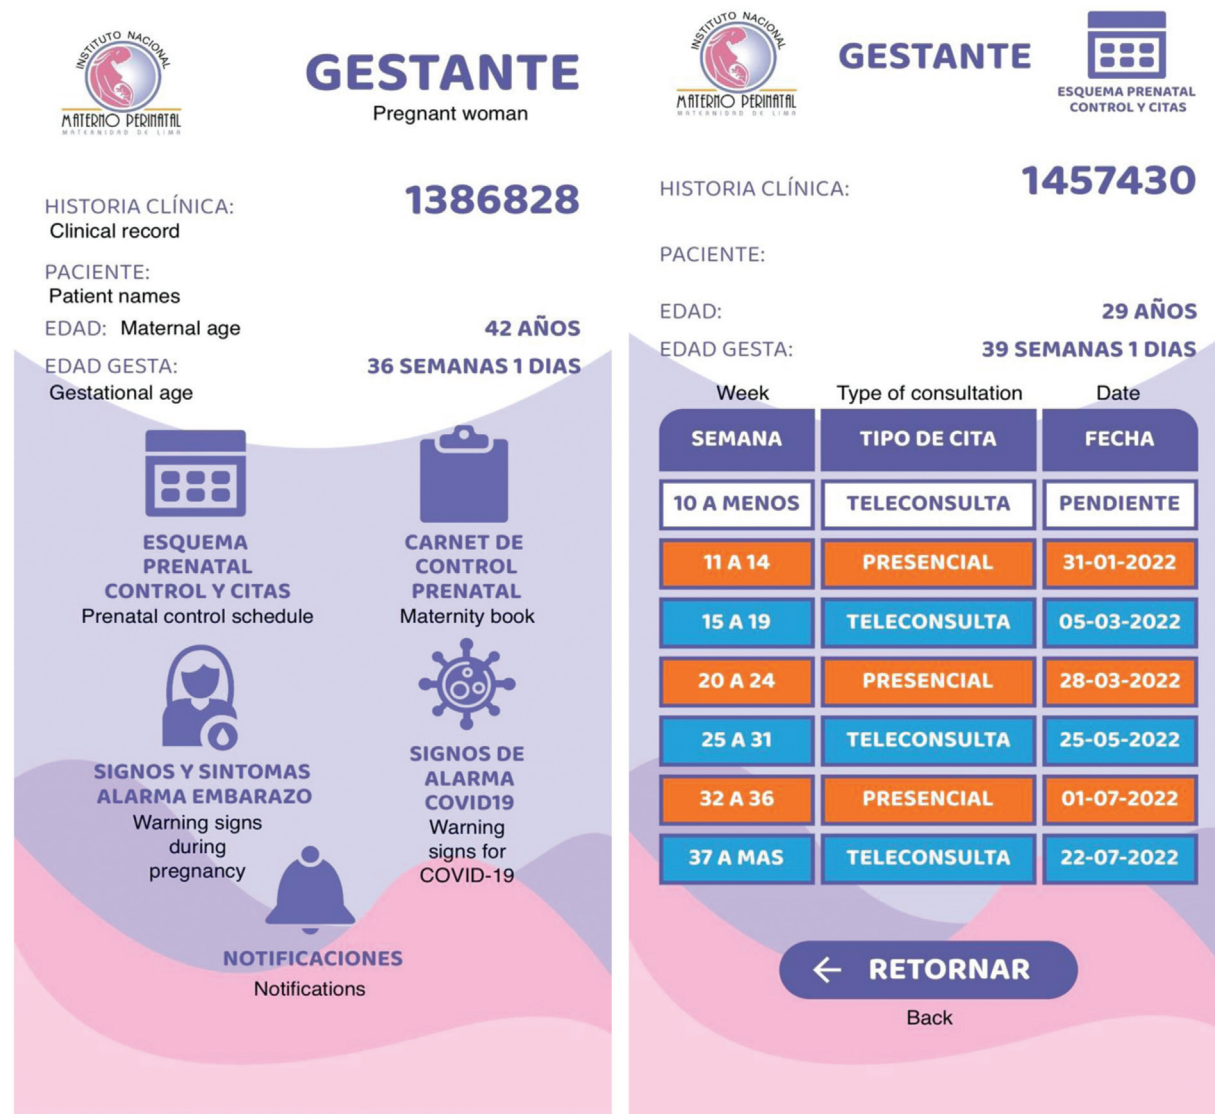 INSTITUTO NACIONAL
MATERNO PERINATAL
MATERNIDAD DE LIMA
GESTANTE
Pregnant woman
HISTORIA CLÍNICA:
1386828
Clinical record
PACIENTE:
Patient names
EDAD: Maternal age
42 AÑOS
EDAD GESTA:
36 SEMANAS 1 DIAS
Gestational age
ESQUEMA
PRENATAL
CONTROL Y CITAS
Prenatal control schedule
CARNET DE
CONTROL
PRENATAL
Maternity book
SIGNOS Y SINTOMAS
ALARMA EMBARAZO
Warning signs
during
pregnancy
SIGNOS DE
ALARMA
COVID19
Warning
signs for
COVID-19
NOTIFICACIONES
Notifications
INSTITUTO NACIONAL
MATERNO PERINATAL
MATERNIDAD DE LIMA
GESTANTE
ESQUEMA PRENATAL
CONTROL Y CITAS
HISTORIA CLÍNICA:
1457430
PACIENTE:
EDAD:
29 AÑOS
EDAD GESTA:
39 SEMANAS 1 DIAS
Week Type of consultation Date
SEMANA TIPO DE CITA FECHA
10 A MENOS TELECONSULTA PENDIENTE
11 A 14 PRESENCIAL 31-01-2022
15 A 19 TELECONSULTA 05-03-2022
20 A 24 PRESENCIAL 28-03-2022
25 A 31 TELECONSULTA 25-05-2022
32 A 36 PRESENCIAL 01-07-2022
37 A MAS TELECONSULTA 22-07-2022
RETORNAR
Back